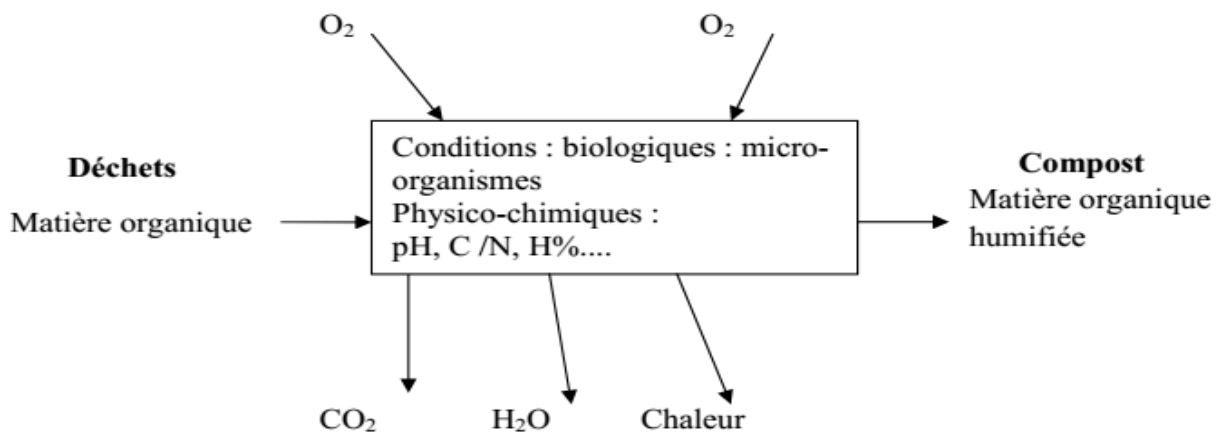 O₂
O₂
Déchets
Matière organique
Conditions : biologiques : micro-
organismes
Physico-chimiques :
pH, C /N, H%....
Compost
Matière organique
humifiée
CO₂
H₂O
Chaleur